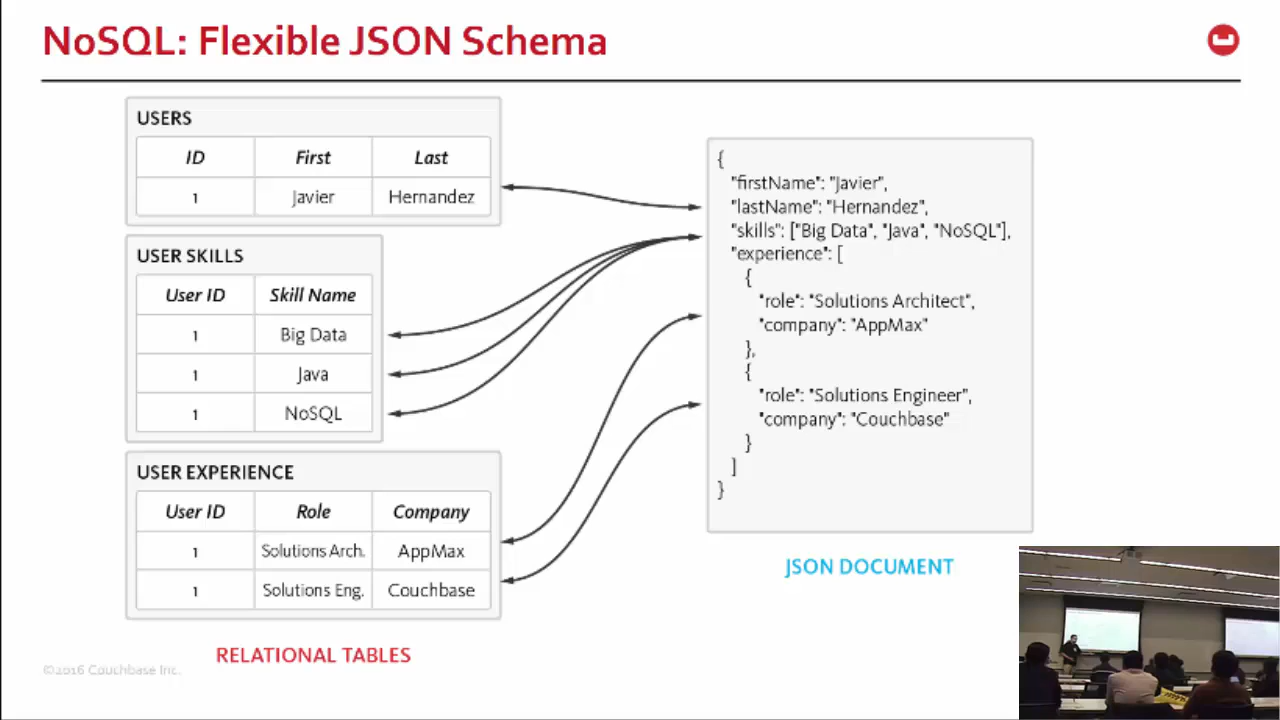 NoSQL: Flexible JSON Schema
USERS
ID First Last
1 Javier Hernandez
USER SKILLS
User ID Skill Name
1 Big Data
1 Java
1 NoSQL
USER EXPERIENCE
User ID Role Company
1 Solutions Arch. AppMax
1 Solutions Eng. Couchbase
RELATIONAL TABLES
{
"firstName": "Javier",
"lastName": "Hernandez",
"skills": ["Big Data", "Java", "NoSQL"],
"experience": [
{
"role": "Solutions Architect",
"company": "AppMax"
},
{
"role": "Solutions Engineer",
"company": "Couchbase"
}
]
}
JSON DOCUMENT
©2016 Couchbase Inc.